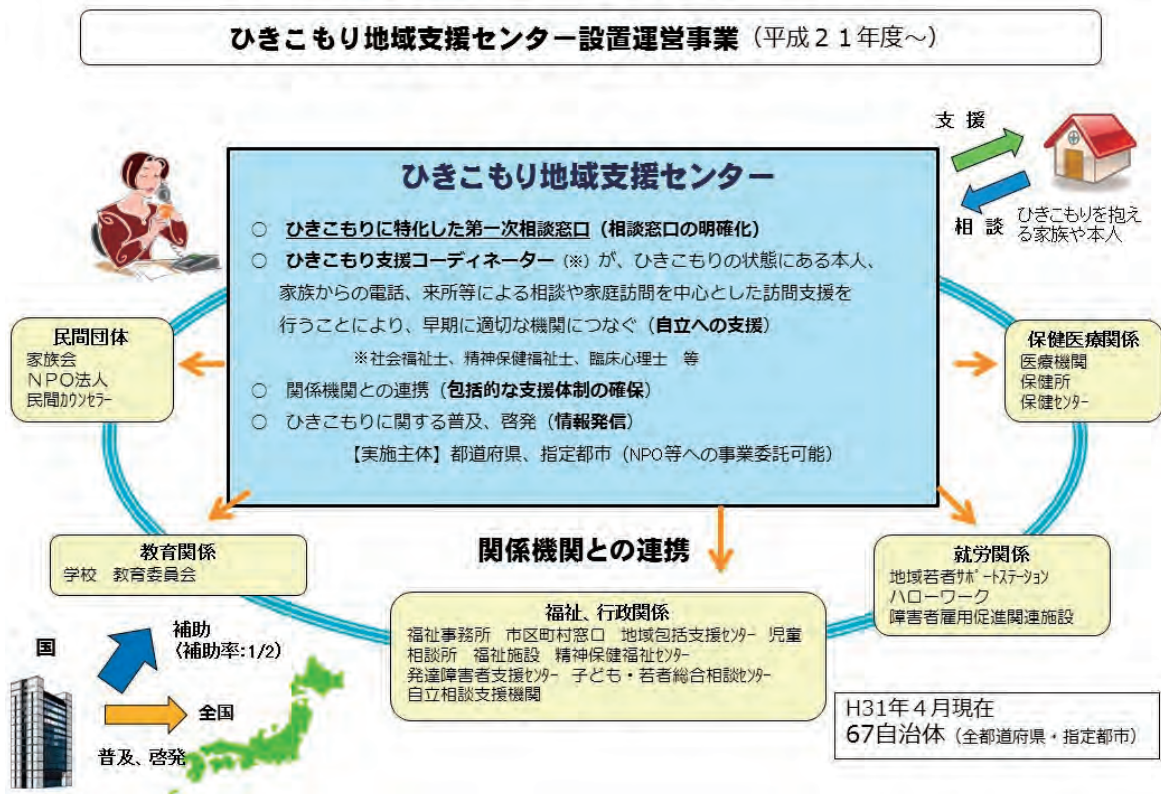 ひきこもり地域支援センター設置運営事業（平成２１年度～）
支 援
相 談
ひきこもりを抱え
る家族や本人
ひきこもり地域支援センター
○ ひきこもりに特化した第一次相談窓口（相談窓口の明確化）
○ ひきこもり支援コーディネーター（※）が、ひきこもりの状態にある本人、
家族からの電話、来所等による相談や家庭訪問を中心とした訪問支援を
行うことにより、早期に適切な機関につなぐ（自立への支援）
※社会福祉士、精神保健福祉士、臨床心理士 等
○ 関係機関との連携（包括的な支援体制の確保）
○ ひきこもりに関する普及、啓発（情報発信）
【実施主体】都道府県、指定都市（NPO等への事業委託可能）
民間団体
家族会
ＮＰＯ法人
民間ｶｳﾝｾﾗｰ
保健医療関係
医療機関
保健所
保健ｾﾝﾀｰ
教育関係
学校 教育委員会
関係機関との連携
就労関係
地域若者ｻﾎﾟｰﾄｽﾃｰｼｮﾝ
ハローワーク
障害者雇用促進関連施設
福祉、行政関係
福祉事務所 市区町村窓口 地域包括支援ｾﾝﾀｰ 児童
相談所 福祉施設 精神保健福祉ｾﾝﾀｰ
発達障害者支援ｾﾝﾀｰ 子ども・若者総合相談ｾﾝﾀｰ
自立相談支援機関
国
補助
（補助率:1/2）
全国
普及、啓発
H31年４月現在
67自治体（全都道府県・指定都市）